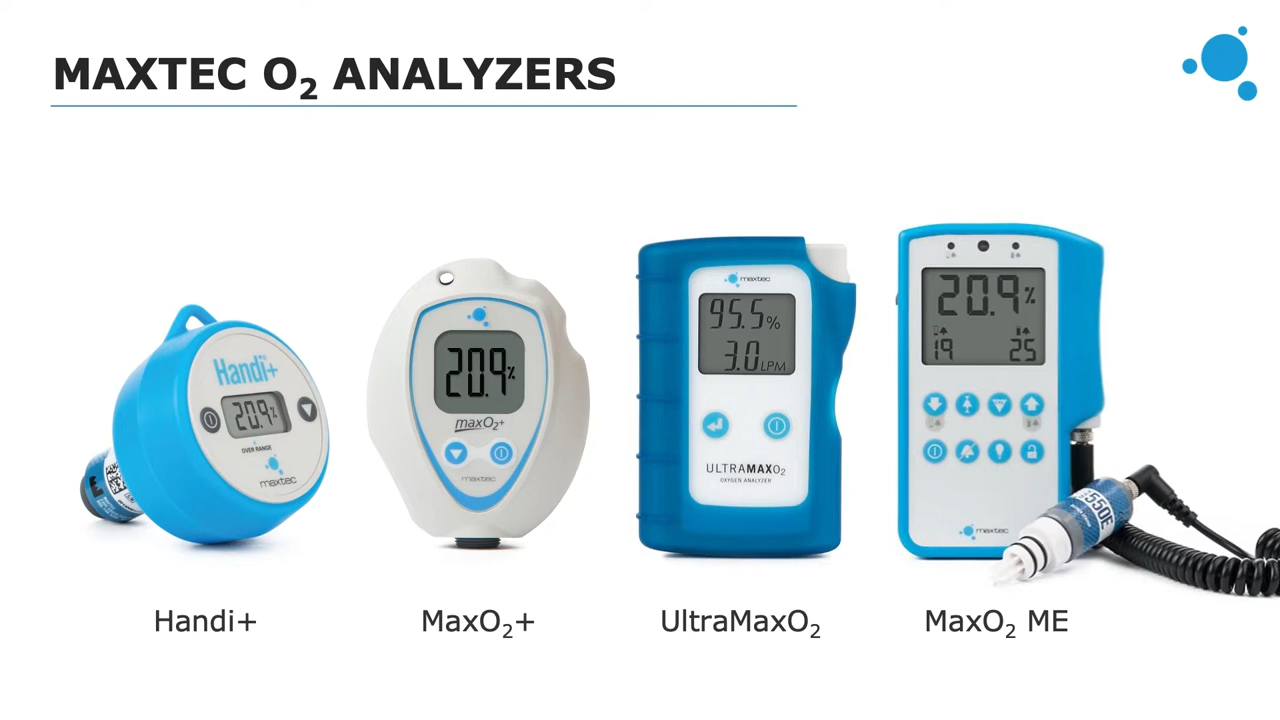 MAXTEC O₂ ANALYZERS
Handi+
20.9%
OVER RANGE
maxtec
20.9%
maxO₂+
maxtec
maxtec
95.5%
3.0 LPM
ULTRAMAXO₂
OXYGEN ANALYZER
20.9%
19 25
maxtec
550E
Handi+
MaxO₂+
UltraMaxO₂
MaxO₂ ME